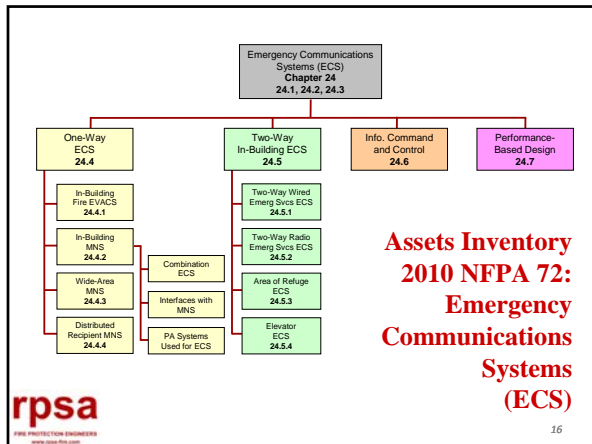 Emergency Communications
Systems (ECS)
Chapter 24
24.1, 24.2, 24.3
One-Way
ECS
24.4
Two-Way
In-Building ECS
24.5
Info. Command
and Control
24.6
Performance-
Based Design
24.7
In-Building
Fire EVACS
24.4.1
In-Building
MNS
24.4.2
Wide-Area
MNS
24.4.3
Distributed
Recipient MNS
24.4.4
Combination
ECS
Interfaces with
MNS
PA Systems
Used for ECS
Two-Way Wired
Emerg Svcs ECS
24.5.1
Two-Way Radio
Emerg Svcs ECS
24.5.2
Area of Refuge
ECS
24.5.3
Elevator
ECS
24.5.4
Assets Inventory
2010 NFPA 72:
Emergency
Communications
Systems
(ECS)
rpsa
FIRE PROTECTION ENGINEERS
www.rpsa-fire.com
16